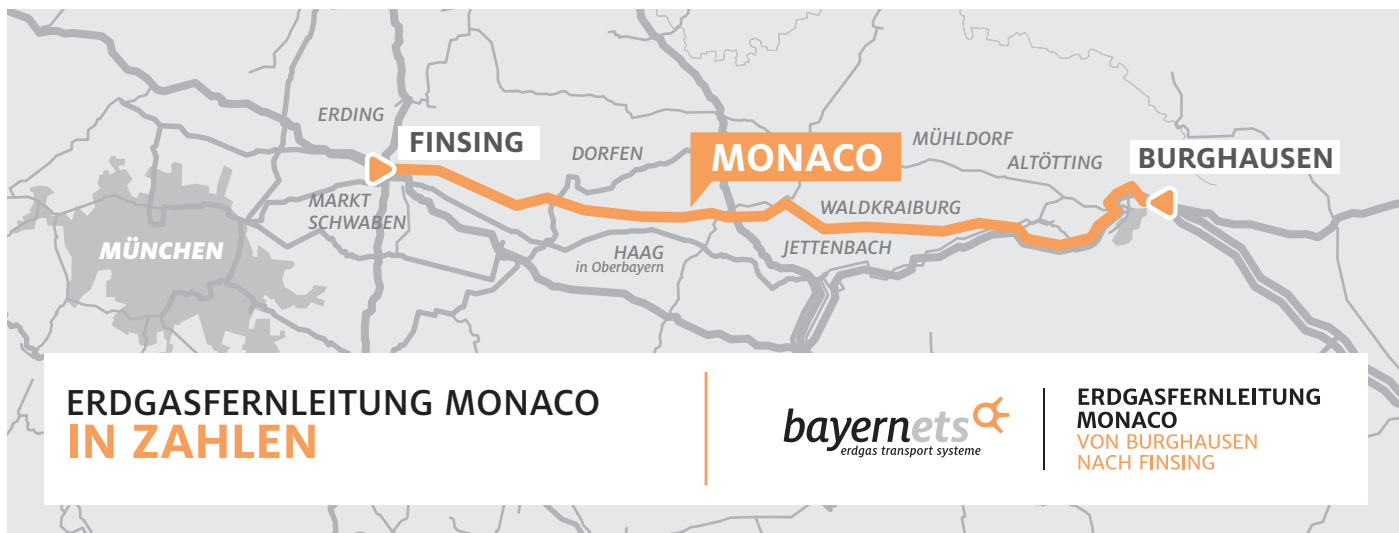 ERDING
FINSING
DORFEN
MONACO
MÜHLDORF
ALTÖTTING
BURGHAUSEN
MARKT
SCHWABEN
WALDKRAIBURG
MÜNCHEN
HAAG
in Oberbayern
JETTENBACH
ERDGASFERNLEITUNG MONACO
IN ZAHLEN
bayernets
erdgas transport systeme
ERDGASFERNLEITUNG
MONACO
VON BURGHAUSEN
NACH FINSING